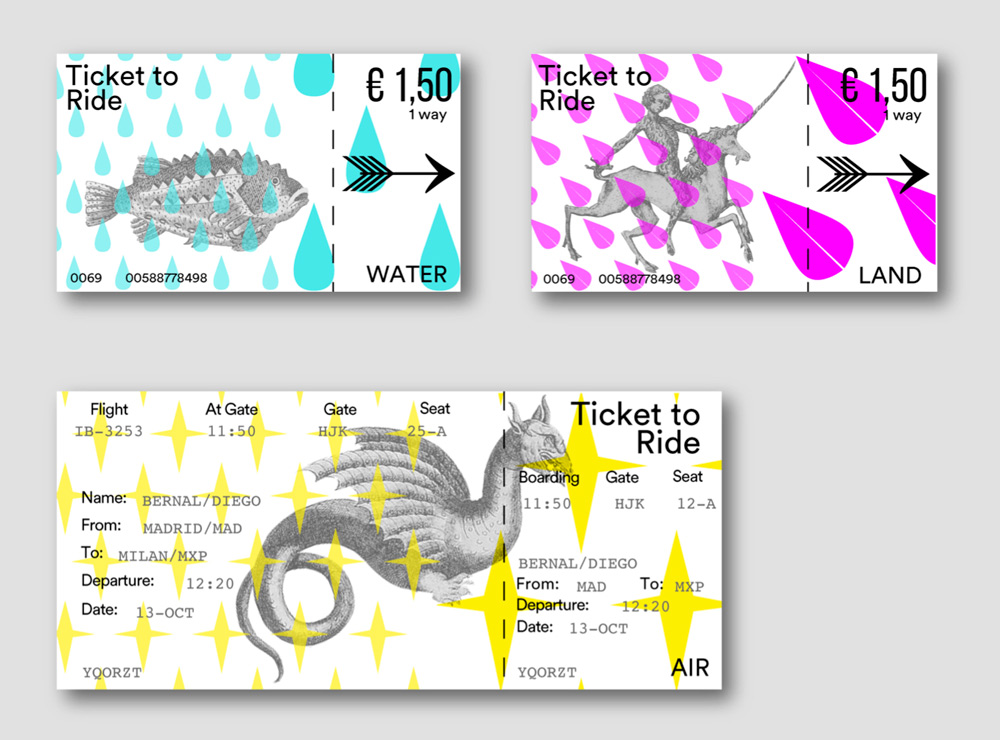 Ticket to
Ride
€ 1,50
1 way
0069 00588778498
WATER
Ticket to
Ride
€ 1,50
1 way
0069 00588778498
LAND
Flight At Gate Gate Seat
IB-3253 11:50 HJK 25-A
Name: BERNAL/DIEGO
From: MADRID/MAD
To: MILAN/MXP
Departure: 12:20
Date: 13-OCT
YQORZT
Ticket to
Ride
Boarding Gate Seat
11:50 HJK 12-A
BERNAL/DIEGO
From: MAD To: MXP
Departure: 12:20
Date: 13-OCT
YQORZT
AIR